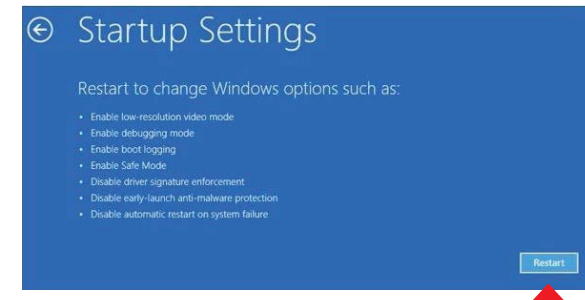 Startup Settings
Restart to change Windows options such as:
• Enable low-resolution video mode
• Enable debugging mode
• Enable boot logging
• Enable Safe Mode
• Disable driver signature enforcement
• Disable early-launch anti-malware protection
• Disable automatic restart on system failure
Restart